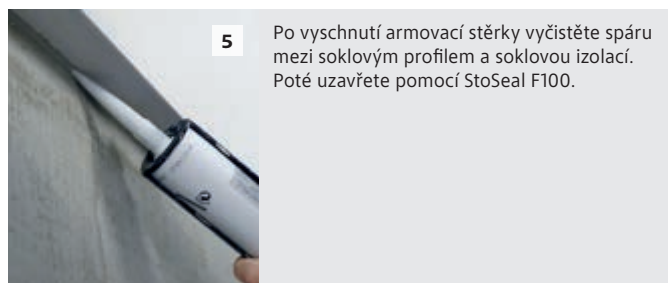 5
Po vyschnutí armovací stěrky vyčistěte spáru
mezi soklovým profilem a soklovou izolací.
Poté uzavřete pomocí StoSeal F100.